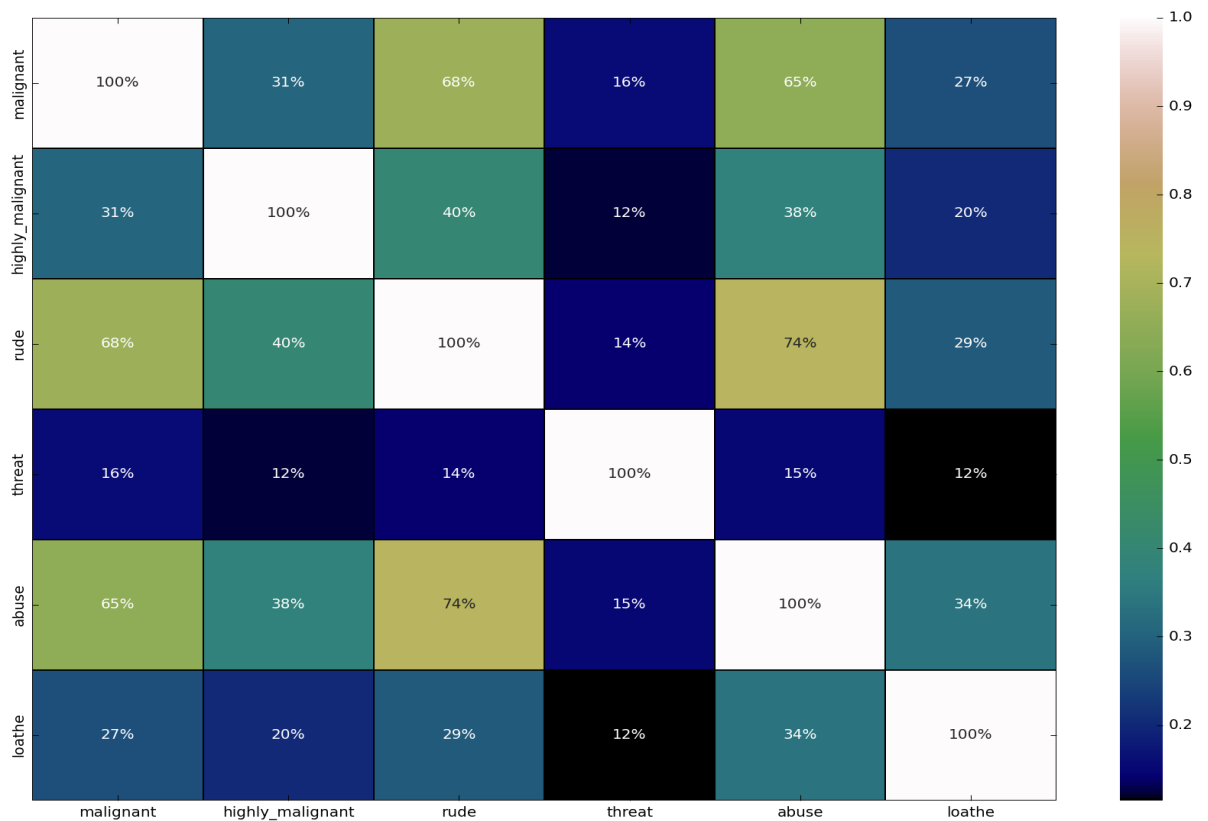 malignant 100% 31% 68% 16% 65% 27%
highly_malignant 31% 100% 40% 12% 38% 20%
rude 68% 40% 100% 14% 74% 29%
threat 16% 12% 14% 100% 15% 12%
abuse 65% 38% 74% 15% 100% 34%
loathe 27% 20% 29% 12% 34% 100%
malignant highly_malignant rude threat abuse loathe
1.0
0.9
0.8
0.7
0.6
0.5
0.4
0.3
0.2